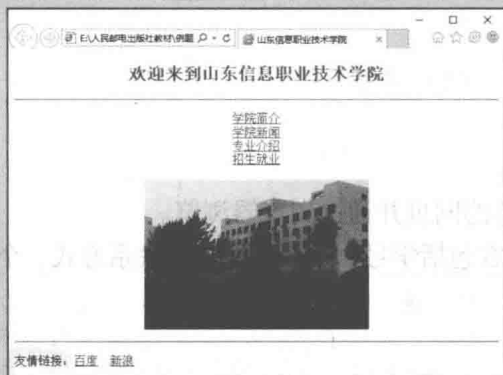 E:\人民邮电出版社教材\例题
山东信息职业技术学院
欢迎来到山东信息职业技术学院
学院简介
学院新闻
专业介绍
招生就业
友情链接：百度 新浪